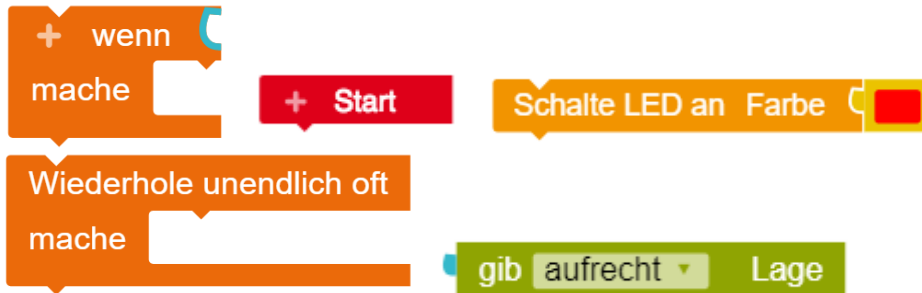 + wenn
mache
+ Start
Schalte LED an Farbe
Wiederhole unendlich oft
mache
gib aufrecht Lage